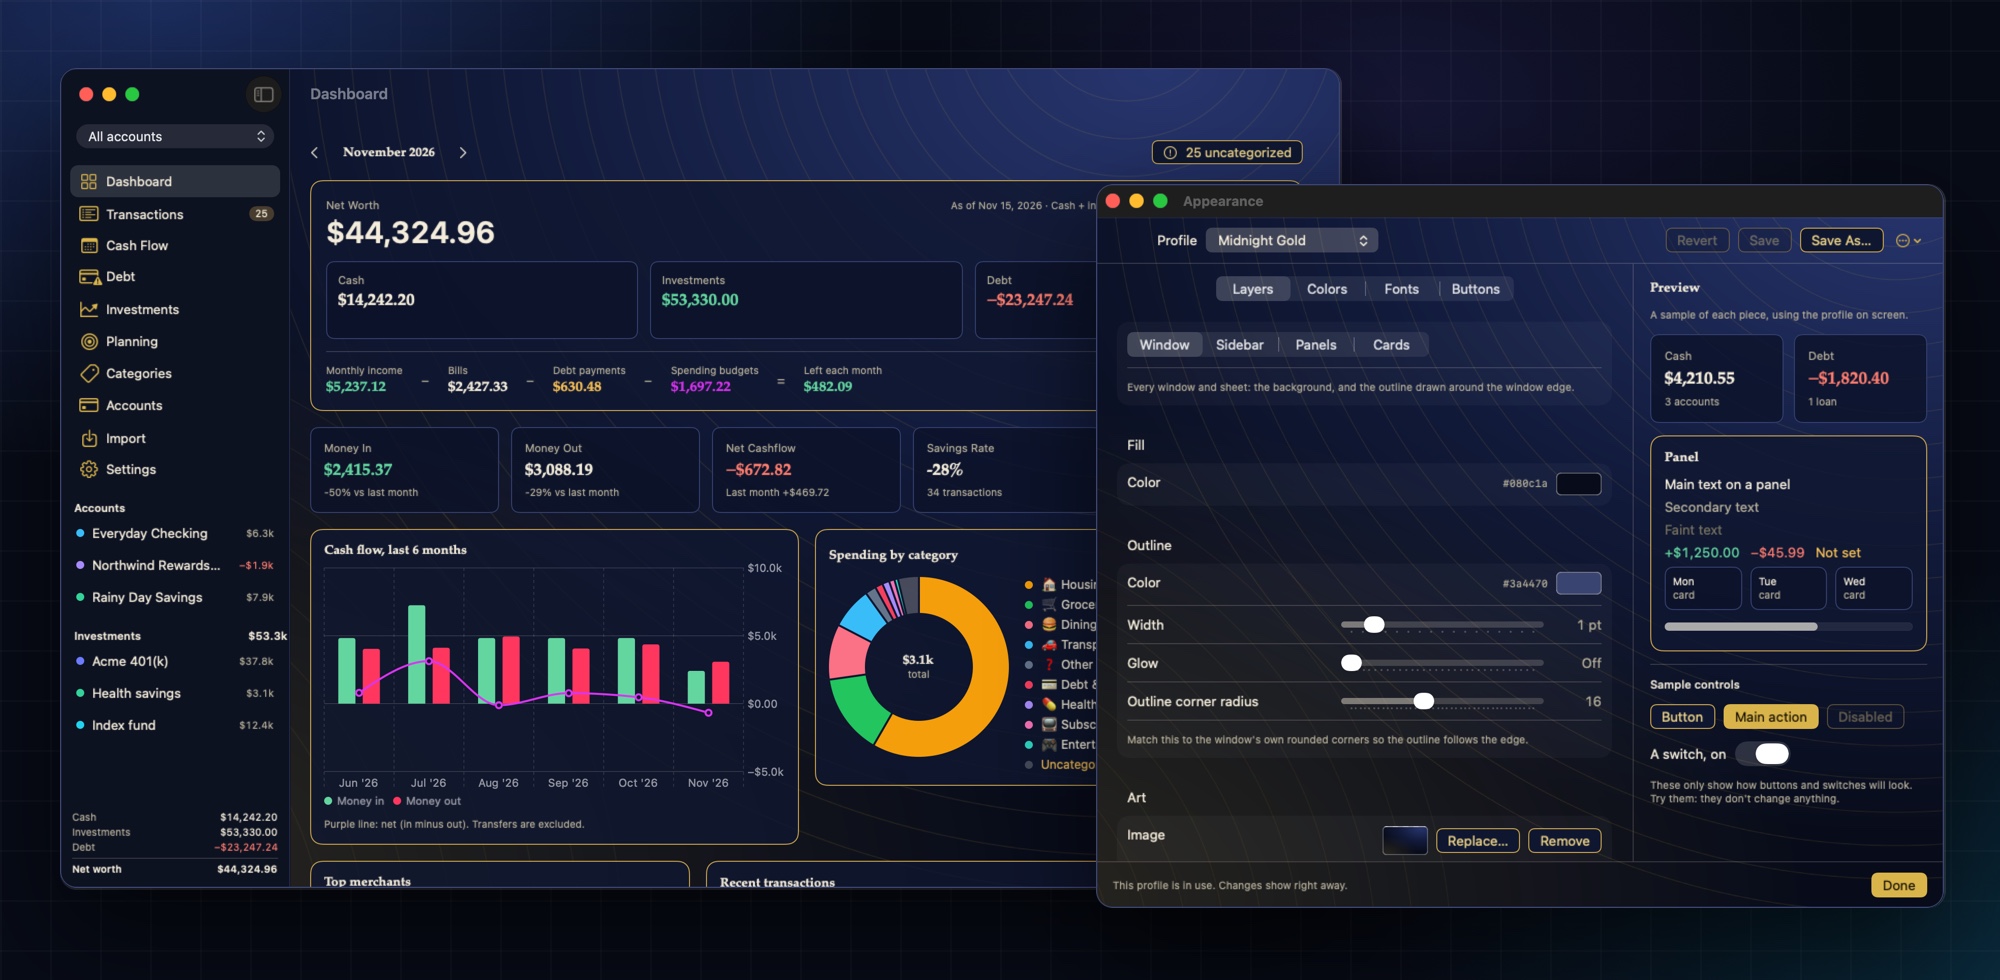 All accounts
Dashboard
Transactions 25
Cash Flow
Debt
Investments
Planning
Categories
Accounts
Import
Settings
Accounts
Everyday Checking $6.3k
Northwind Rewards... −$1.9k
Rainy Day Savings $7.9k
Investments $53.3k
Acme 401(k) $37.8k
Health savings $3.1k
Index fund $12.4k
Cash $14,242.20
Investments $53,330.00
Debt −$23,247.24
Net worth $44,324.96
Dashboard
November 2026
25 uncategorized
Net Worth
As of Nov 15, 2026 · Cash + in
$44,324.96
Cash
$14,242.20
Investments
$53,330.00
Debt
−$23,247.24
Monthly income − Bills − Debt payments − Spending budgets = Left each month
$5,237.12 $2,427.33 $630.48 $1,697.22 $482.09
Money In
$2,415.37
-50% vs last month
Money Out
$3,088.19
-29% vs last month
Net Cashflow
−$672.82
Last month +$469.72
Savings Rate
-28%
34 transactions
Cash flow, last 6 months
$10.0k
$5.0k
$0.00
−$5.0k
Jun '26 Jul '26 Aug '26 Sep '26 Oct '26 Nov '26
Money in Money out
Purple line: net (in minus out). Transfers are excluded.
Spending by category
$3.1k
total
Housin
Groce
Dining
Transp
Other
Debt &
Health
Subsc
Entert
Uncatego
Top merchants
Recent transactions
Appearance
Profile Midnight Gold
Revert Save Save As...
Layers Colors Fonts Buttons
Window Sidebar Panels Cards
Every window and sheet: the background, and the outline drawn around the window edge.
Fill
Color #080c1a
Outline
Color #3a4470
Width 1 pt
Glow Off
Outline corner radius 16
Match this to the window's own rounded corners so the outline follows the edge.
Art
Image Replace... Remove
Preview
A sample of each piece, using the profile on screen.
Cash
$4,210.55
3 accounts
Debt
−$1,820.40
1 loan
Panel
Main text on a panel
Secondary text
Faint text
+$1,250.00 −$45.99 Not set
Mon card
Tue card
Wed card
Sample controls
Button Main action Disabled
A switch, on
These only show how buttons and switches will look.
Try them: they don't change anything.
This profile is in use. Changes show right away.
Done